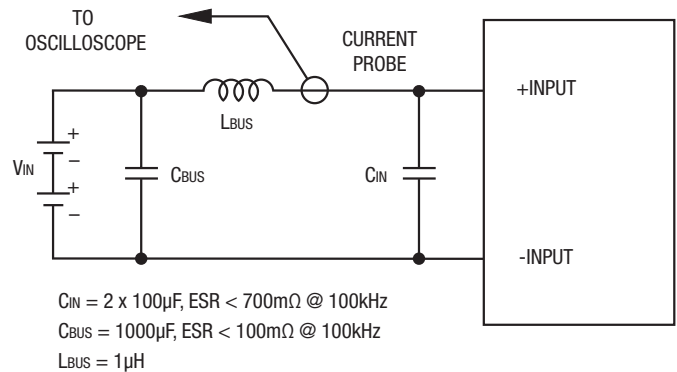 TO
OSCILLOSCOPE
CURRENT
PROBE
+INPUT
LBUS
+
VIN
–
+
–
CBUS
CIN
-INPUT
CIN = 2 x 100µF, ESR < 700mΩ @ 100kHz
CBUS = 1000µF, ESR < 100mΩ @ 100kHz
LBUS = 1µH